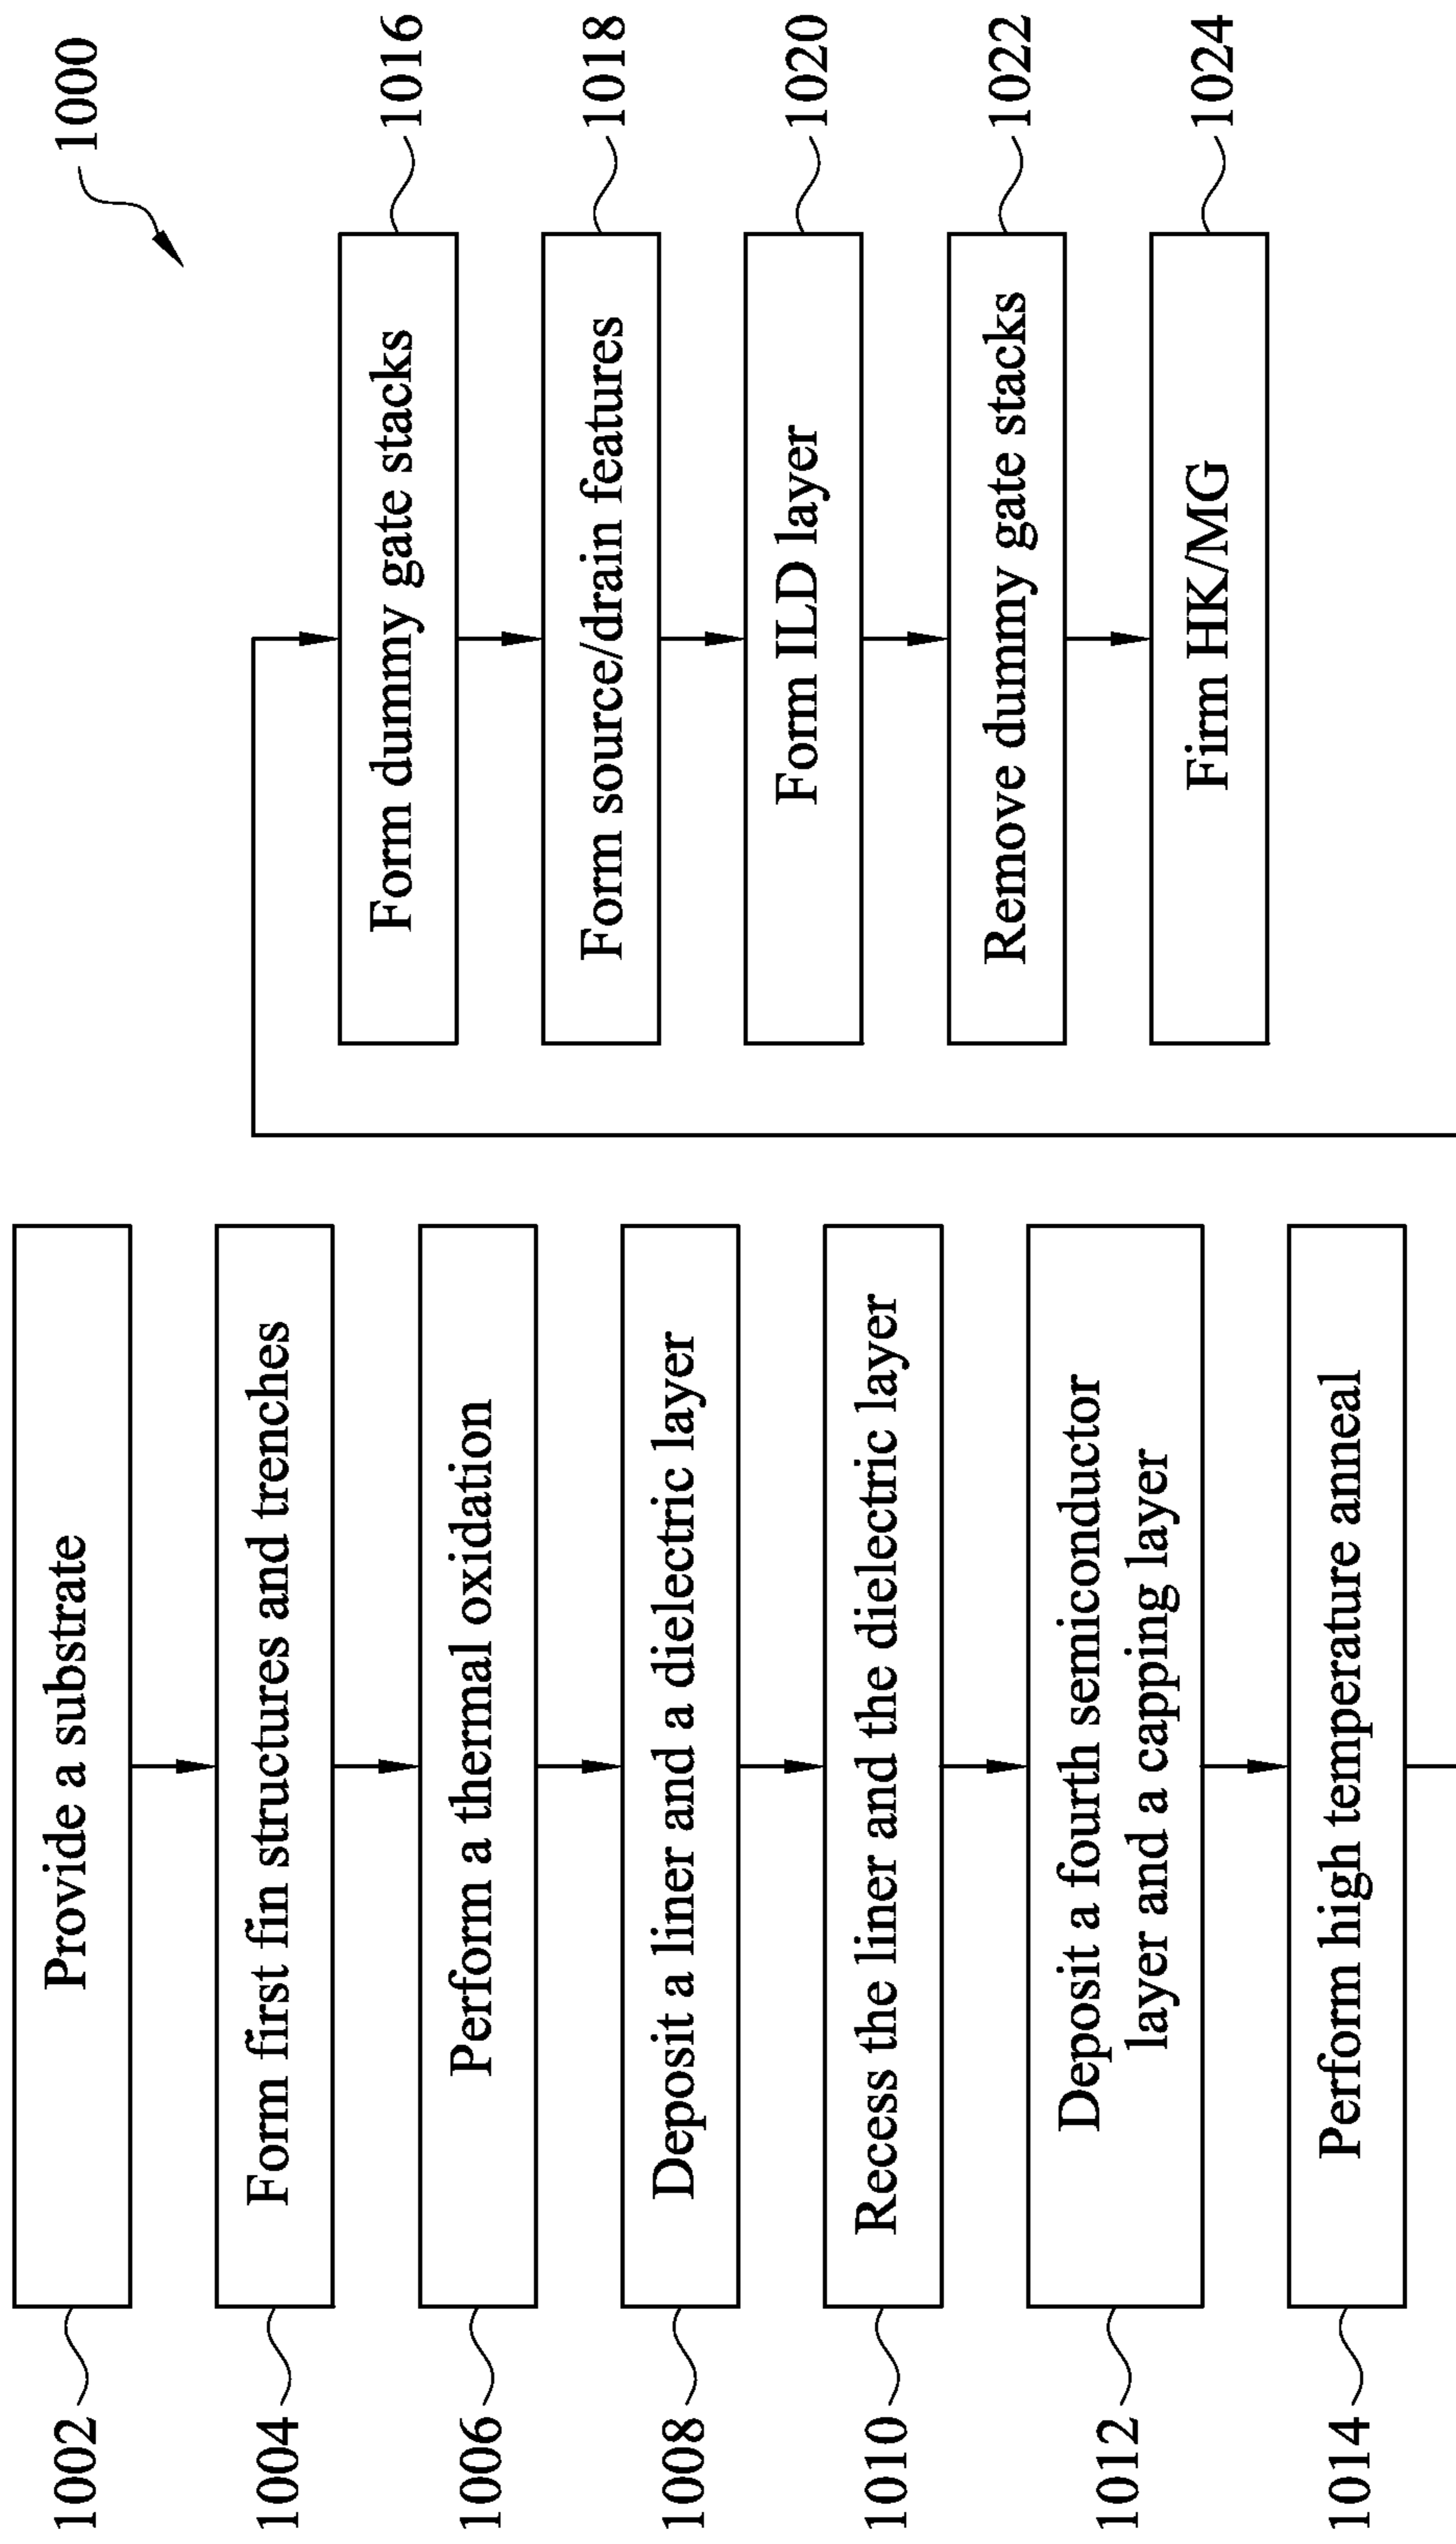 1000
1002
Provide a substrate
1004
Form first fin structures and trenches
1006
Perform a thermal oxidation
1008
Deposit a liner and a dielectric layer
1010
Recess the liner and the dielectric layer
1012
Deposit a fourth semiconductor
layer and a capping layer
1014
Perform high temperature anneal
Form dummy gate stacks
1016
Form source/drain features
1018
Form ILD layer
1020
Remove dummy gate stacks
1022
Firm HK/MG
1024